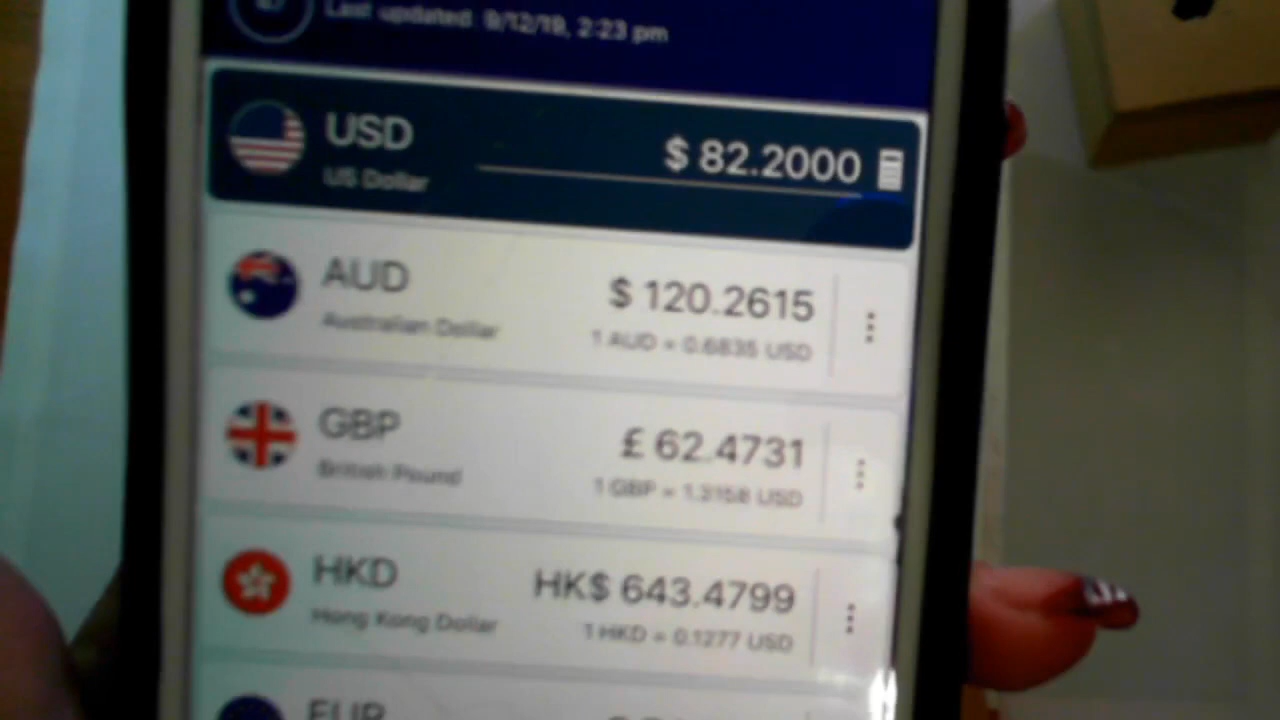 Last updated: 9/12/19, 2:23 pm
USD
$ 82.2000
US Dollar
AUD
$ 120.2615
Australian Dollar
1 AUD = 0.6835 USD
GBP
£ 62.4731
British Pound
1 GBP = 1.3158 USD
HKD
HK$ 643.4799
Hong Kong Dollar
1 HKD = 0.1277 USD
EUR